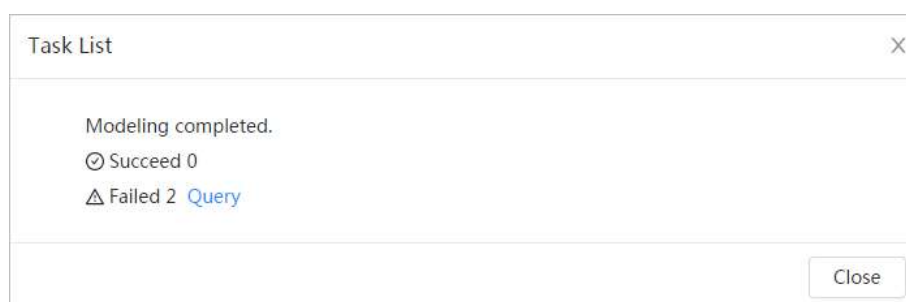 Task List
Modeling completed.
Succeed 0
Failed 2 Query
Close